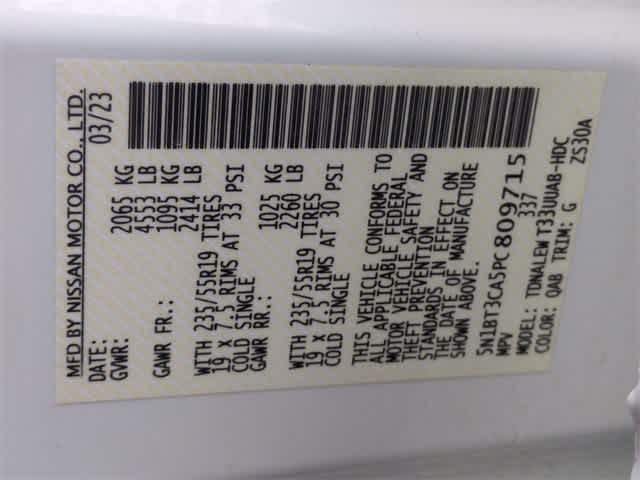 MFD BY NISSAN MOTOR CO., LTD.
DATE: 03/23
GVWR: 2065 KG
4553 LB
GAWR FR.: 1095 KG
2414 LB
WITH 235/55R19 TIRES
19 X 7.5 RIMS AT 33 PSI
COLD SINGLE
GAWR RR.: 1025 KG
2260 LB
WITH 235/55R19 TIRES
19 X 7.5 RIMS AT 30 PSI
COLD SINGLE
THIS VEHICLE CONFORMS TO
ALL APPLICABLE FEDERAL
MOTOR VEHICLE SAFETY AND
THEFT PREVENTION
STANDARDS IN EFFECT ON
THE DATE OF MANUFACTURE
SHOWN ABOVE.
5N1BT3CA5PC809715
MPV 337
MODEL: TDNALEW T33UUAB-HDC
COLOR: QAB TRIM: G ZS30A